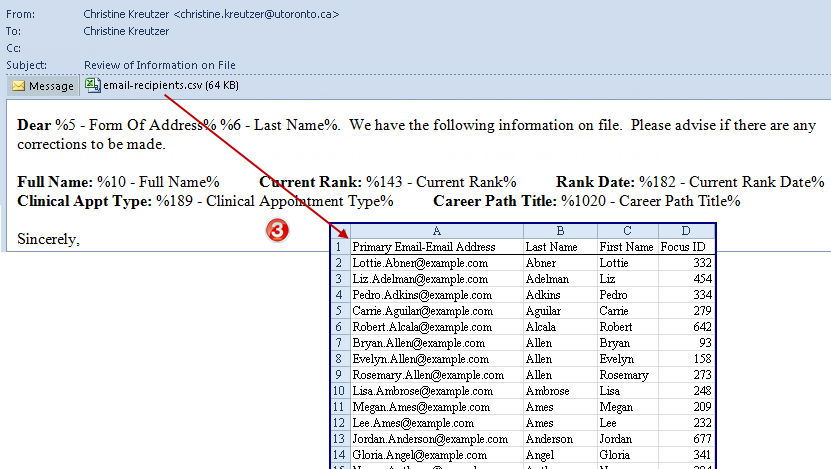 From: Christine Kreutzer <christine.kreutzer@utoronto.ca>
To: Christine Kreutzer
Cc:
Subject: Review of Information on File
Message email-recipients.csv (64 KB)
Dear %5 - Form Of Address% %6 - Last Name%. We have the following information on file. Please advise if there are any
corrections to be made.
Full Name: %10 - Full Name% Current Rank: %143 - Current Rank% Rank Date: %182 - Current Rank Date%
Clinical Appt Type: %189 - Clinical Appointment Type% Career Path Title: %1020 - Career Path Title%
Sincerely,
3
A B C D
1 Primary Email-Email Address Last Name First Name Focus ID
2 Lottie.Abner@example.com Abner Lottie 332
3 Liz.Adelman@example.com Adelman Liz 454
4 Pedro.Adkins@example.com Adkins Pedro 334
5 Carrie.Aguilar@example.com Aguilar Carrie 279
6 Robert.Alcala@example.com Alcala Robert 642
7 Bryan.Allen@example.com Allen Bryan 93
8 Evelyn.Allen@example.com Allen Evelyn 158
9 Rosemary.Allen@example.com Allen Rosemary 273
10 Lisa.Ambrose@example.com Ambrose Lisa 248
11 Megan.Ames@example.com Ames Megan 209
12 Lee.Ames@example.com Ames Lee 232
13 Jordan.Anderson@example.com Anderson Jordan 677
14 Gloria.Angel@example.com Angel Gloria 341